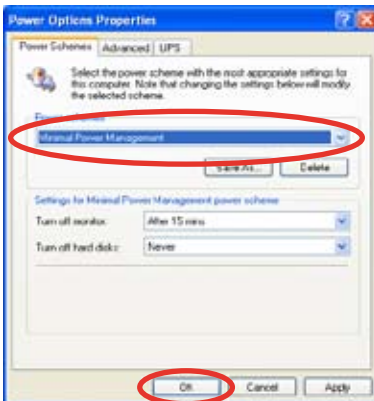 Power Options Properties
Power Schemes Advanced UPS
Select the power scheme with the most appropriate settings for
this computer. Note that changing the settings below will modify
the selected scheme.
Power schemes
Minimal Power Management
Save As... Delete
Settings for Minimal Power Management power scheme
Turn off monitor: After 15 mins
Turn off hard disks: Never
OK Cancel Apply